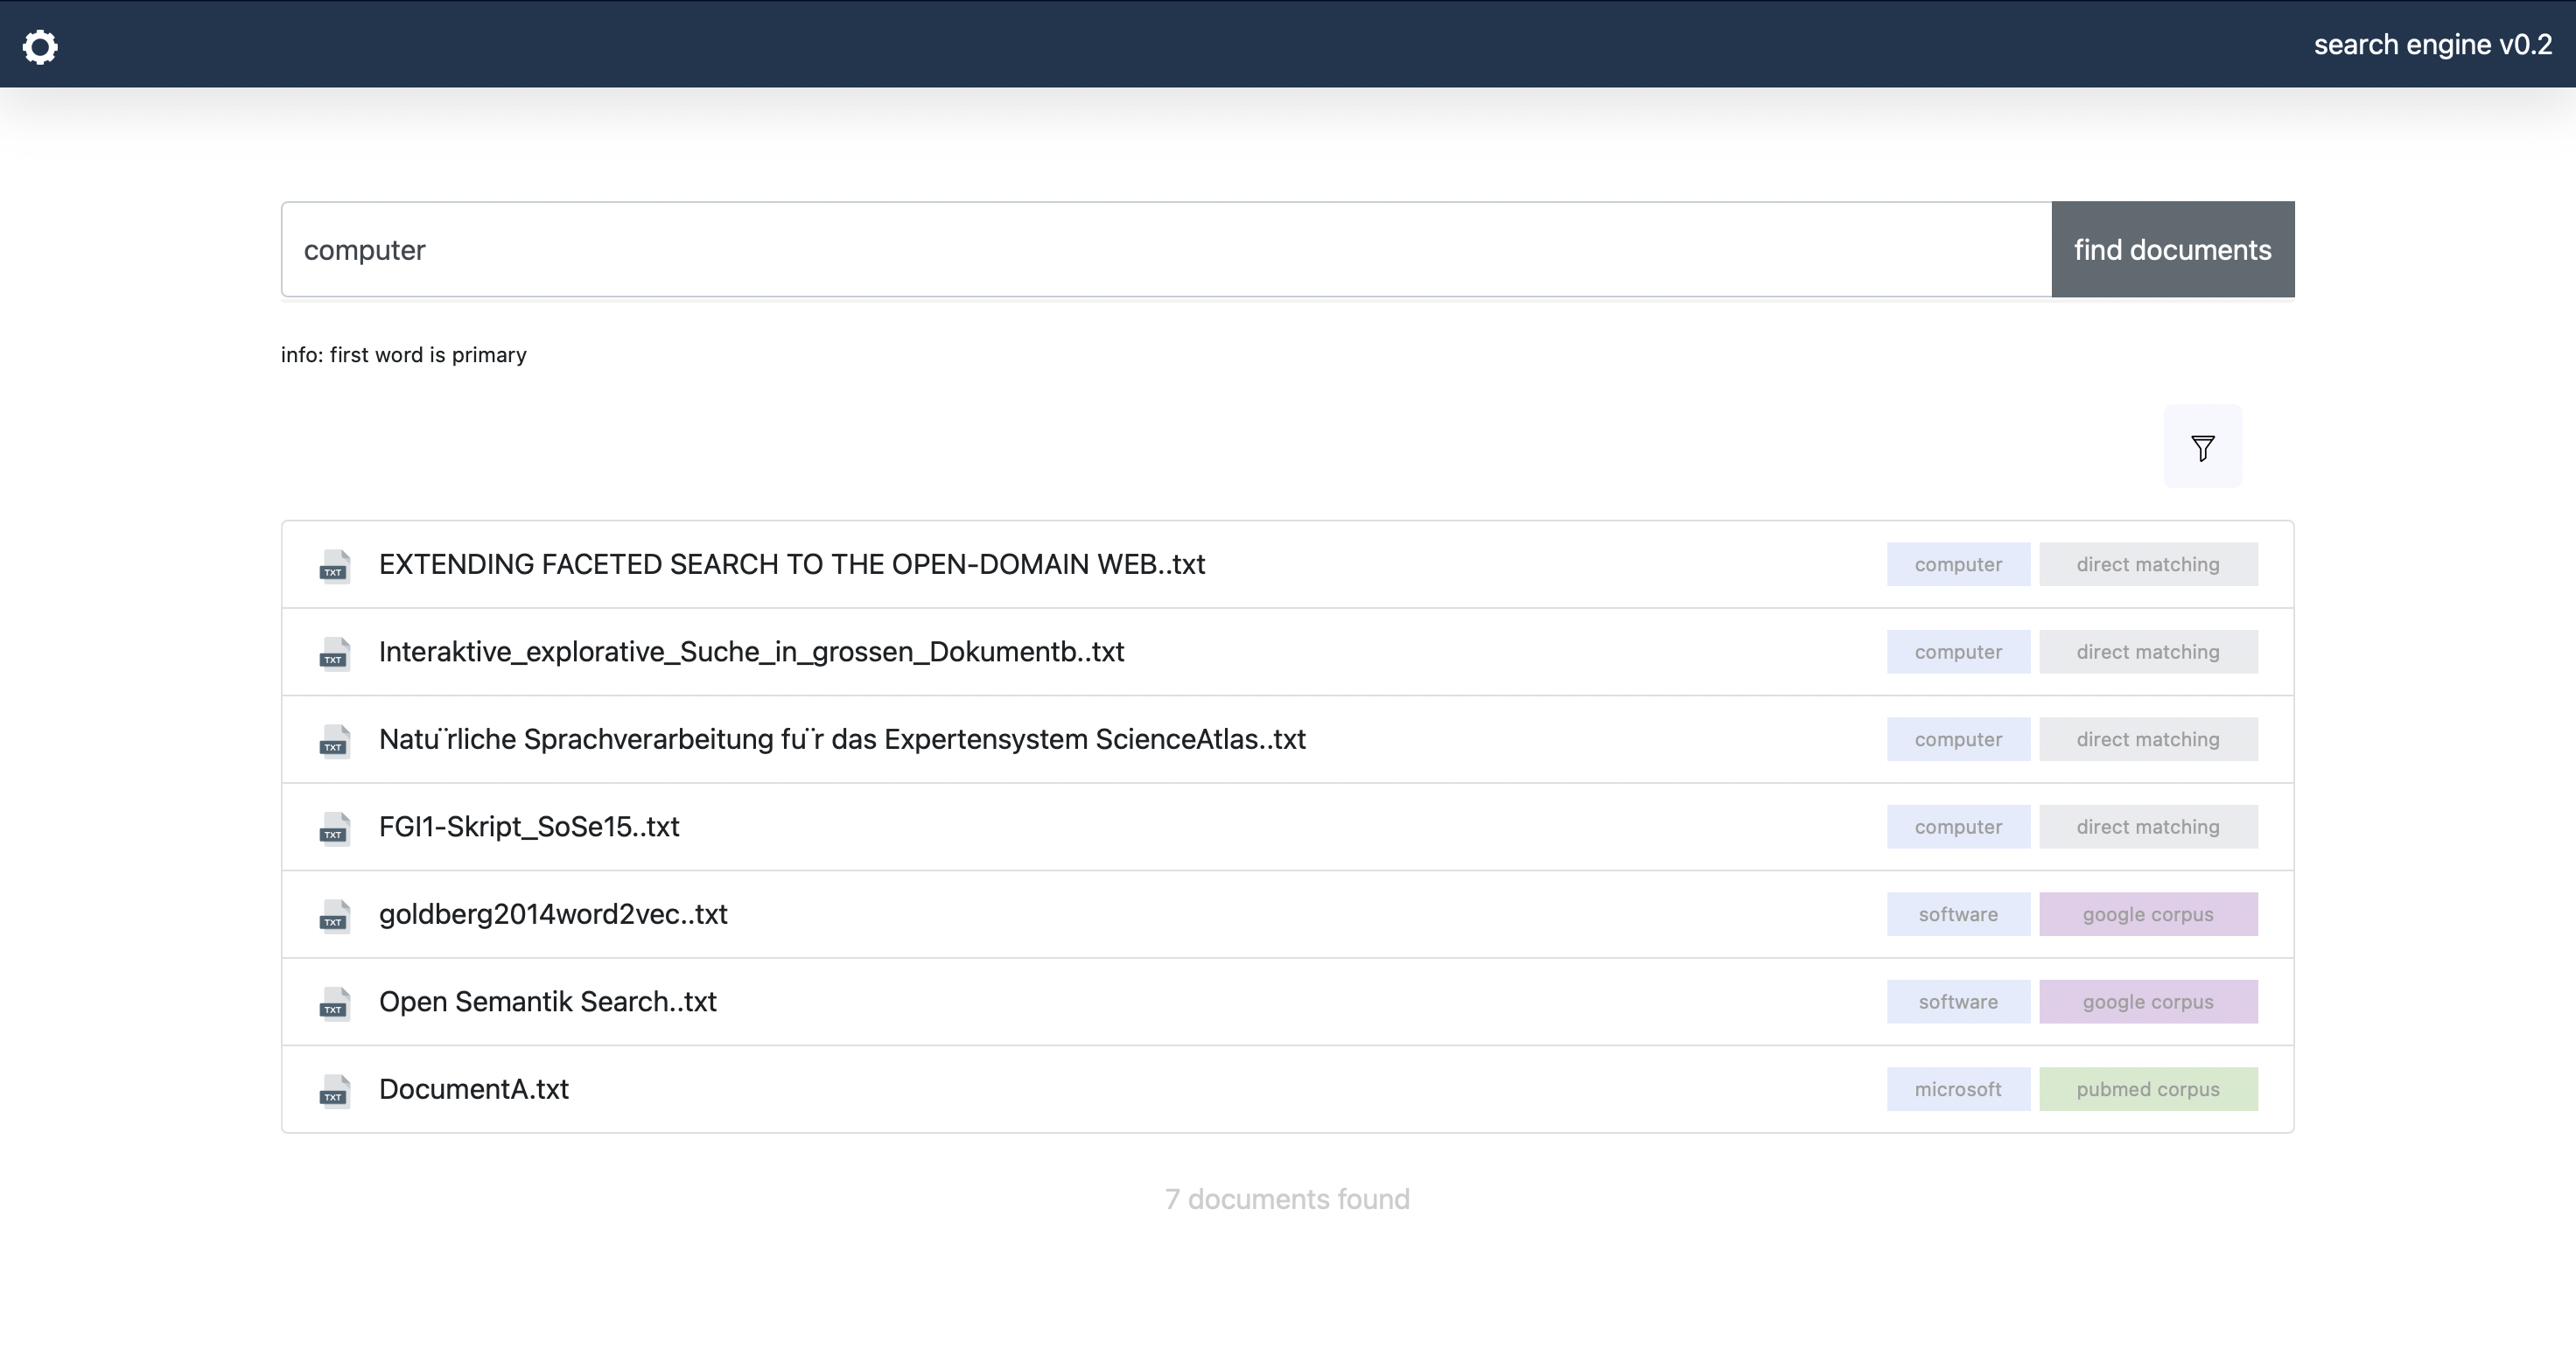 search engine v0.2
computer
find documents
info: first word is primary
TXT EXTENDING FACETED SEARCH TO THE OPEN-DOMAIN WEB..txt computer direct matching
TXT Interaktive_explorative_Suche_in_grossen_Dokumentb..txt computer direct matching
TXT Natu¨rliche Sprachverarbeitung fu¨r das Expertensystem ScienceAtlas..txt computer direct matching
TXT FGI1-Skript_SoSe15..txt computer direct matching
TXT goldberg2014word2vec..txt software google corpus
TXT Open Semantik Search..txt software google corpus
TXT DocumentA.txt microsoft pubmed corpus
7 documents found